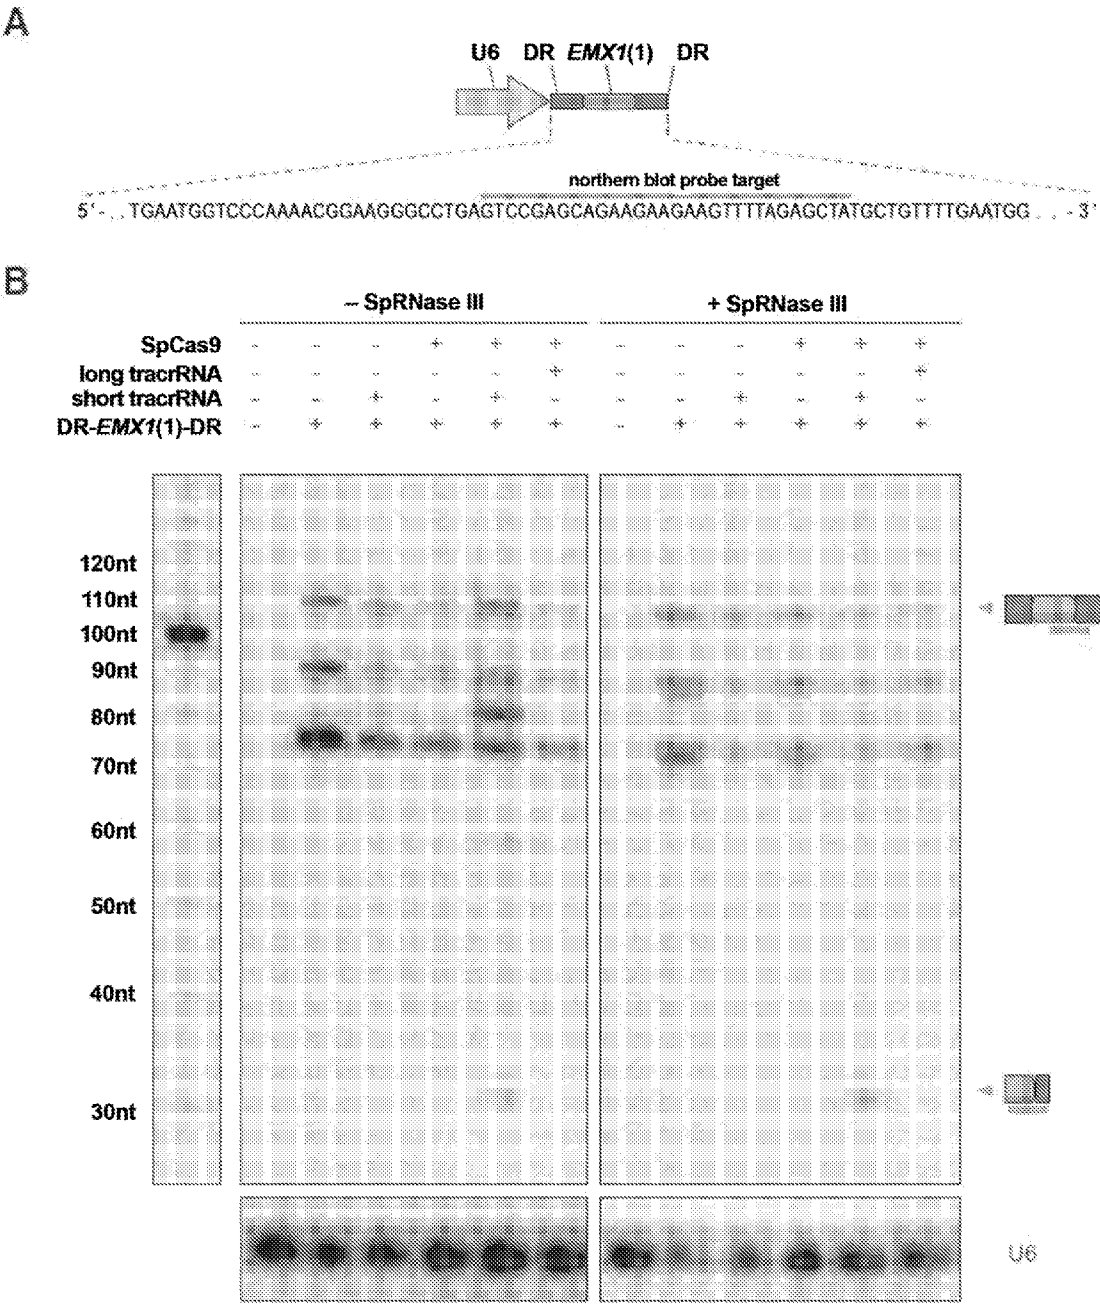 A
U6 DR EMX1(1) DR
northern blot probe target
5'-...TGAATGGTCCCAAAACGGAAGGGCCTGAGTCCGAGCAGAAGAAGAAGTTTTAGAGCTATGCTGTTTTGAATGG...-3'
B
– SpRNase III + SpRNase III
SpCas9 - - - + + + - - - + + +
long tracrRNA - - - - - + - - - - - +
short tracrRNA - - + - + - - - + - + -
DR-EMX1(1)-DR - + + + + + - + + + + +
120nt
110nt
100nt
90nt
80nt
70nt
60nt
50nt
40nt
30nt
U6